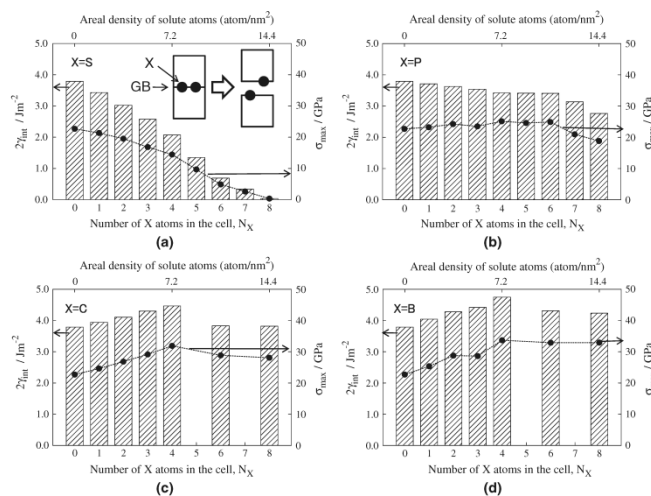 Areal density of solute atoms (atom/nm²)
0 7.2 14.4
5.0 50
X=S
X
GB
4.0 40
3.0 30
2.0 20
1.0 10
0.0 0
2γint / Jm-2
σmax / GPa
0 1 2 3 4 5 6 7 8
Number of X atoms in the cell, NX
(a)
Areal density of solute atoms (atom/nm²)
0 7.2 14.4
5.0 50
X=P
4.0 40
3.0 30
2.0 20
1.0 10
0.0 0
2γint / Jm-2
σmax / GPa
0 1 2 3 4 5 6 7 8
Number of X atoms in the cell, NX
(b)
Areal density of solute atoms (atom/nm²)
0 7.2 14.4
5.0 50
X=C
4.0 40
3.0 30
2.0 20
1.0 10
0.0 0
2γint / Jm-2
σmax / GPa
0 1 2 3 4 5 6 7 8
Number of X atoms in the cell, NX
(c)
Areal density of solute atoms (atom/nm²)
0 7.2 14.4
5.0 50
X=B
4.0 40
3.0 30
2.0 20
1.0 10
0.0 0
2γint / Jm-2
σmax / GPa
0 1 2 3 4 5 6 7 8
Number of X atoms in the cell, NX
(d)